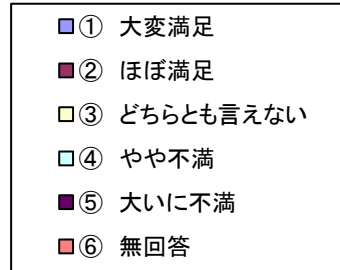 ① 大変満足
② ほぼ満足
③ どちらとも言えない
④ やや不満
⑤ 大いに不満
⑥ 無回答